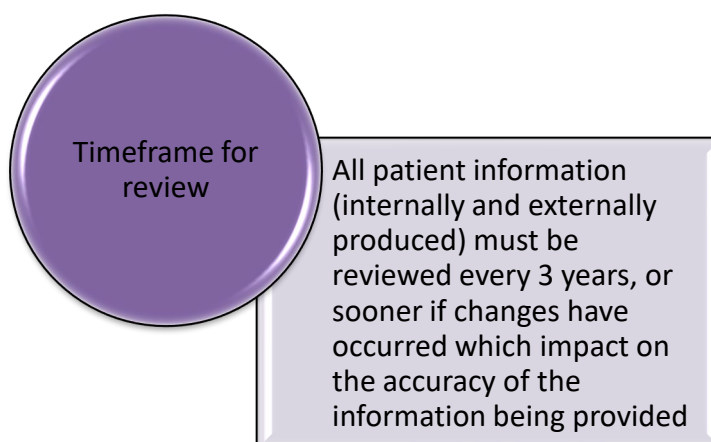 Timeframe for
review
All patient information
(internally and externally
produced) must be
reviewed every 3 years, or
sooner if changes have
occurred which impact on
the accuracy of the
information being provided